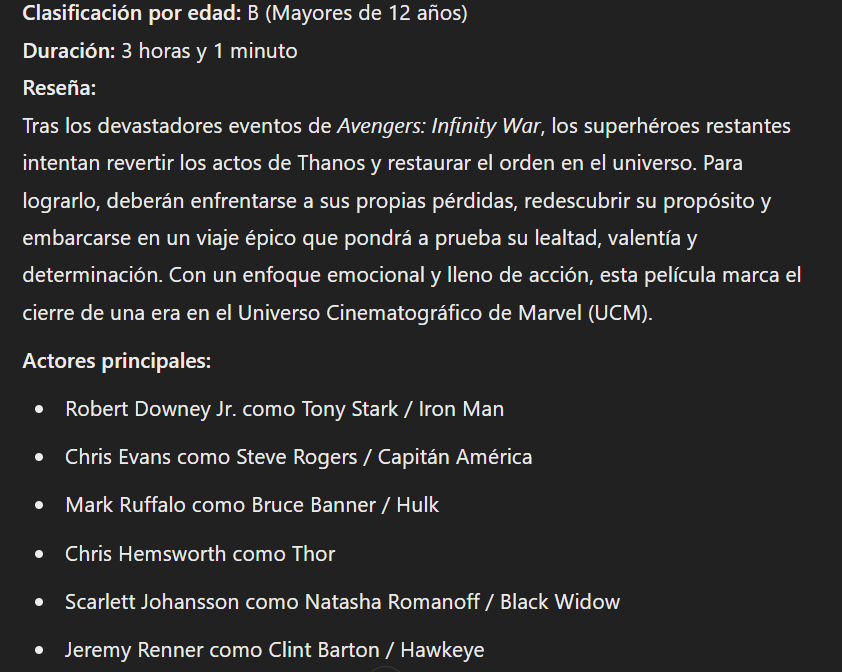 Clasificación por edad: B (Mayores de 12 años)
Duración: 3 horas y 1 minuto
Reseña:
Tras los devastadores eventos de Avengers: Infinity War, los superhéroes restantes
intentan revertir los actos de Thanos y restaurar el orden en el universo. Para
lograrlo, deberán enfrentarse a sus propias pérdidas, redescubrir su propósito y
embarcarse en un viaje épico que pondrá a prueba su lealtad, valentía y
determinación. Con un enfoque emocional y lleno de acción, esta película marca el
cierre de una era en el Universo Cinematográfico de Marvel (UCM).
Actores principales:
• Robert Downey Jr. como Tony Stark / Iron Man
• Chris Evans como Steve Rogers / Capitán América
• Mark Ruffalo como Bruce Banner / Hulk
• Chris Hemsworth como Thor
• Scarlett Johansson como Natasha Romanoff / Black Widow
• Jeremy Renner como Clint Barton / Hawkeye